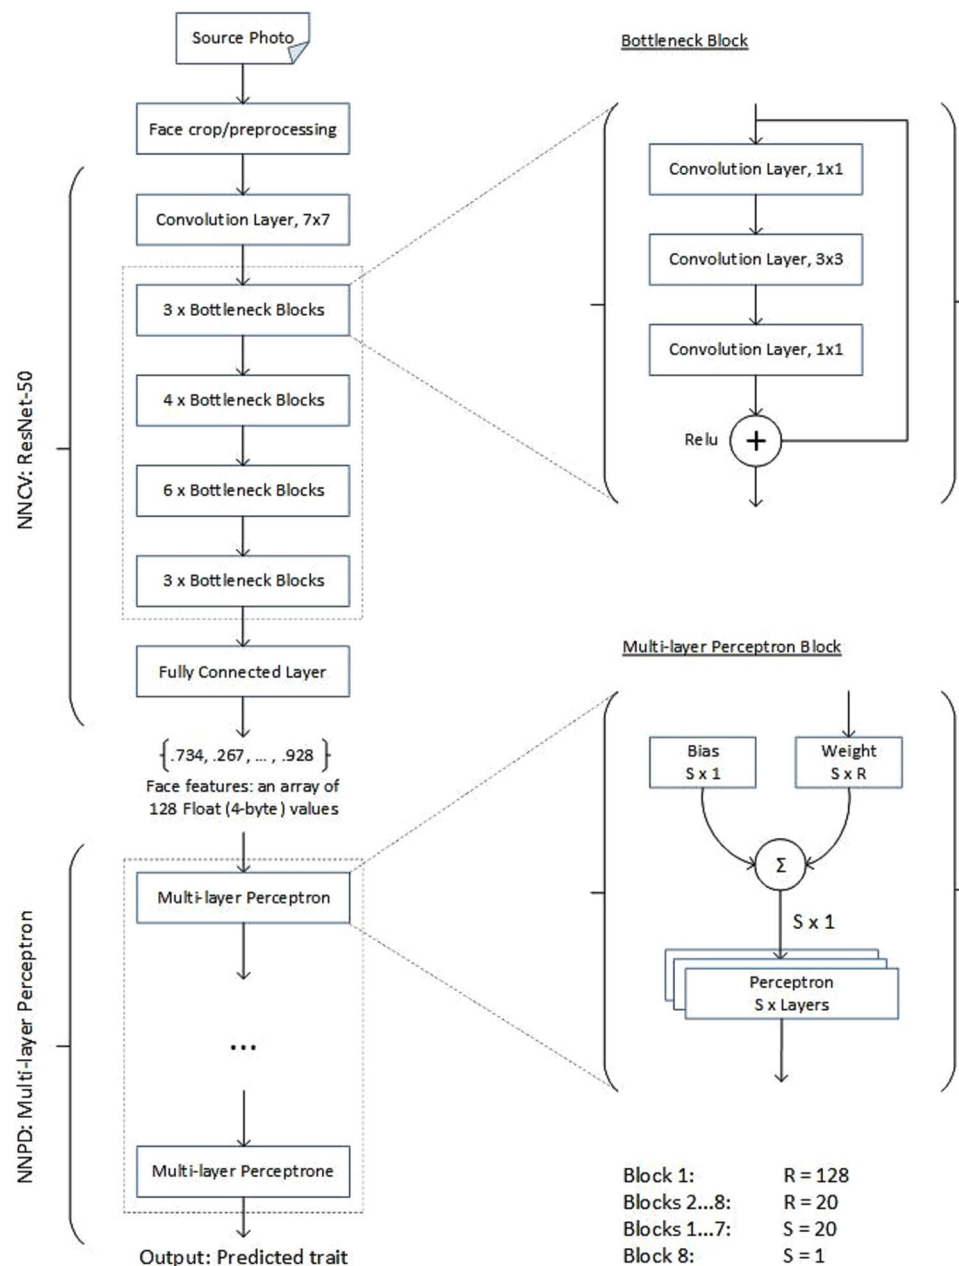 Source Photo
Face crop/preprocessing
Convolution Layer, 7x7
3 x Bottleneck Blocks
4 x Bottleneck Blocks
6 x Bottleneck Blocks
3 x Bottleneck Blocks
Fully Connected Layer
NNCV: ResNet-50
{.734, .267, ... , .928}
Face features: an array of
128 Float (4-byte) values
Multi-layer Perceptron
...
Multi-layer Perceptrone
NNPD: Multi-layer Perceptron
Output: Predicted trait
Bottleneck Block
Convolution Layer, 1x1
Convolution Layer, 3x3
Convolution Layer, 1x1
Relu
+
Multi-layer Perceptron Block
Bias
S x 1
Weight
S x R
Σ
S x 1
Perceptron
S x Layers
Block 1: R = 128
Blocks 2...8: R = 20
Blocks 1...7: S = 20
Block 8: S = 1